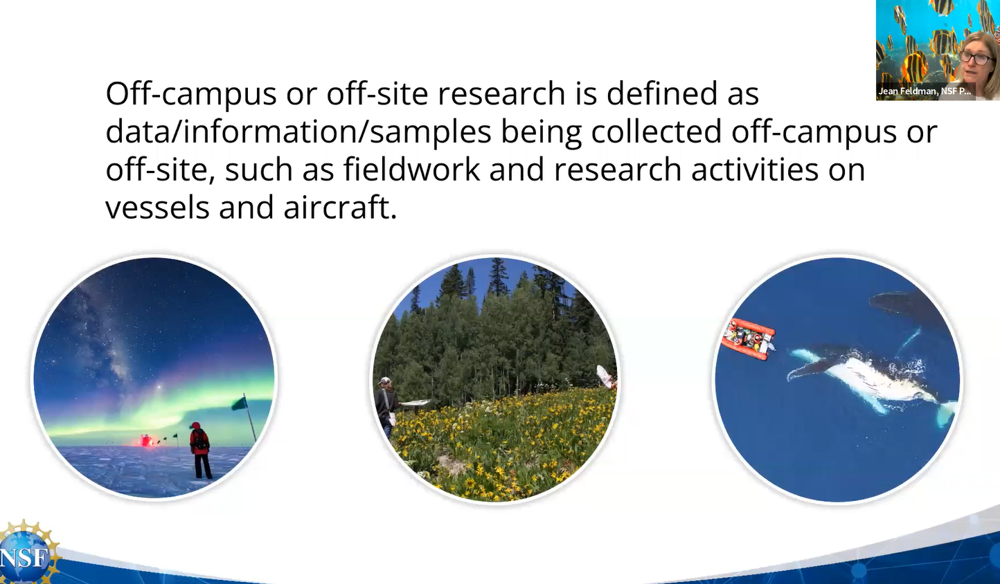 Off-campus or off-site research is defined as
data/information/samples being collected off-campus or
off-site, such as fieldwork and research activities on
vessels and aircraft.
Jean Feldman, NSF P...
NSF